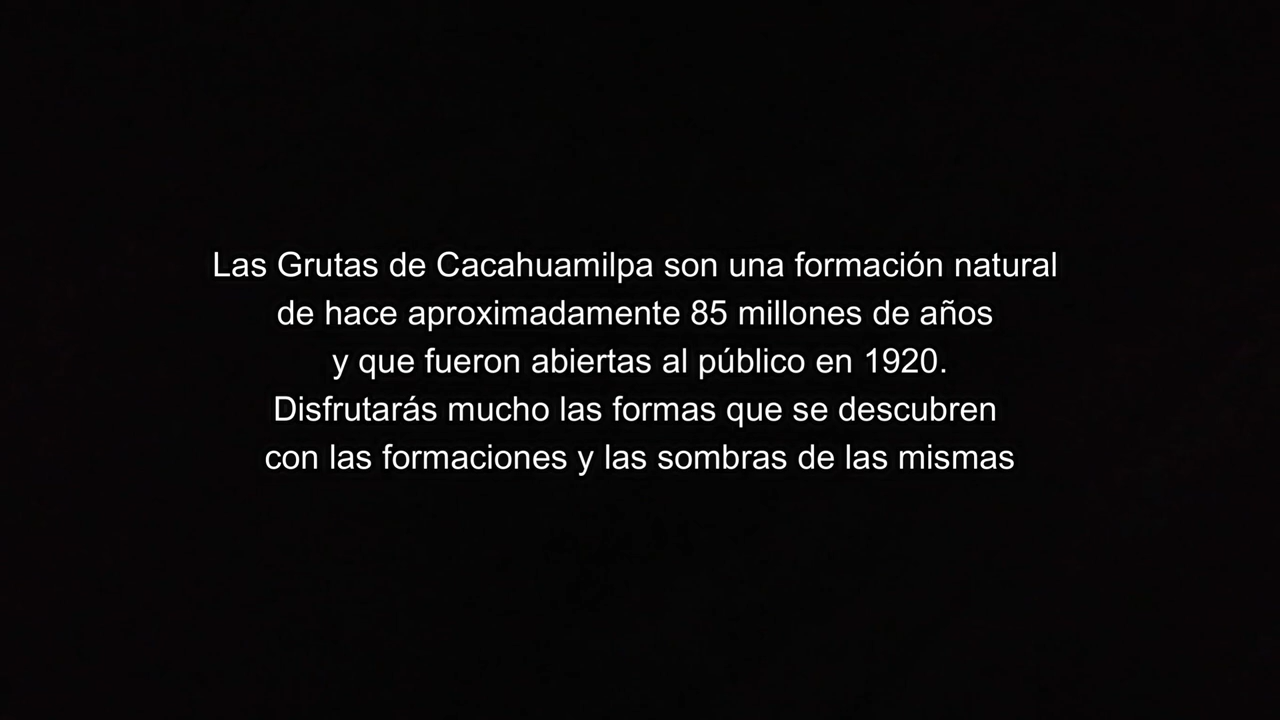 Las Grutas de Cacahuamilpa son una formación natural
de hace aproximadamente 85 millones de años
y que fueron abiertas al público en 1920.
Disfrutarás mucho las formas que se descubren
con las formaciones y las sombras de las mismas